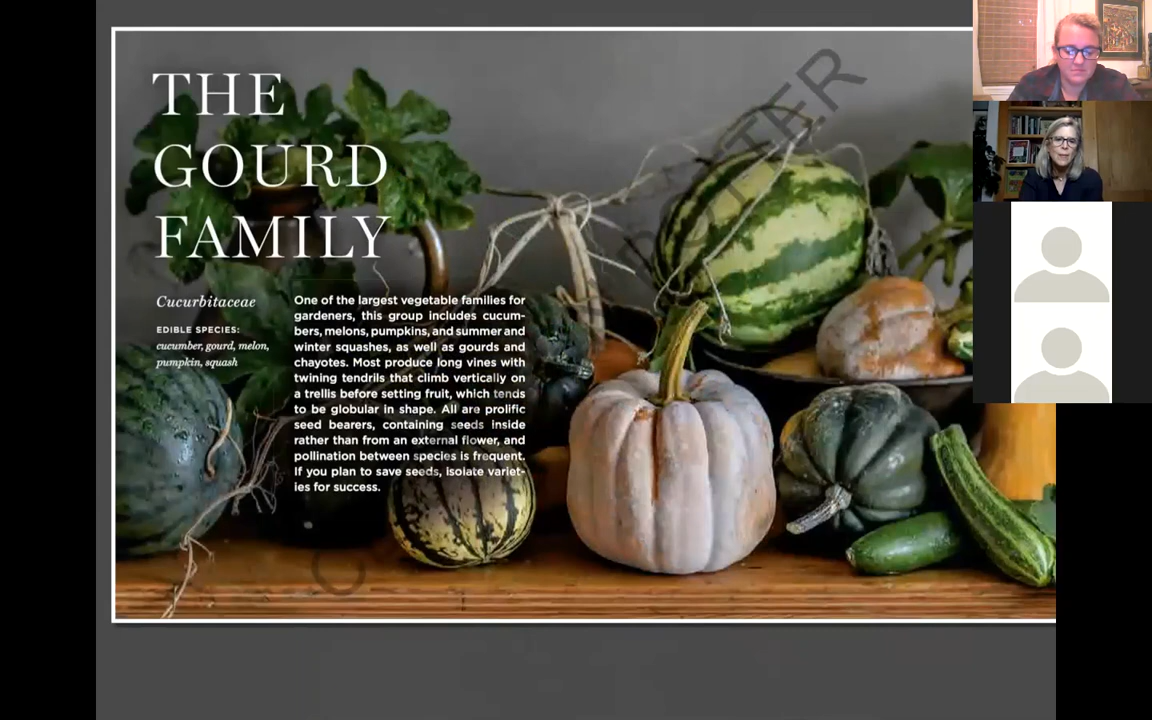 THE
GOURD
FAMILY
Cucurbitaceae
EDIBLE SPECIES:
cucumber, gourd, melon,
pumpkin, squash
One of the largest vegetable families for
gardeners, this group includes cucum-
bers, melons, pumpkins, and summer and
winter squashes, as well as gourds and
chayotes. Most produce long vines with
twining tendrils that climb vertically on
a trellis before setting fruit, which tends
to be globular in shape. All are prolific
seed bearers, containing seeds inside
rather than from an external flower, and
pollination between species is frequent.
If you plan to save seeds, isolate variet-
ies for success.